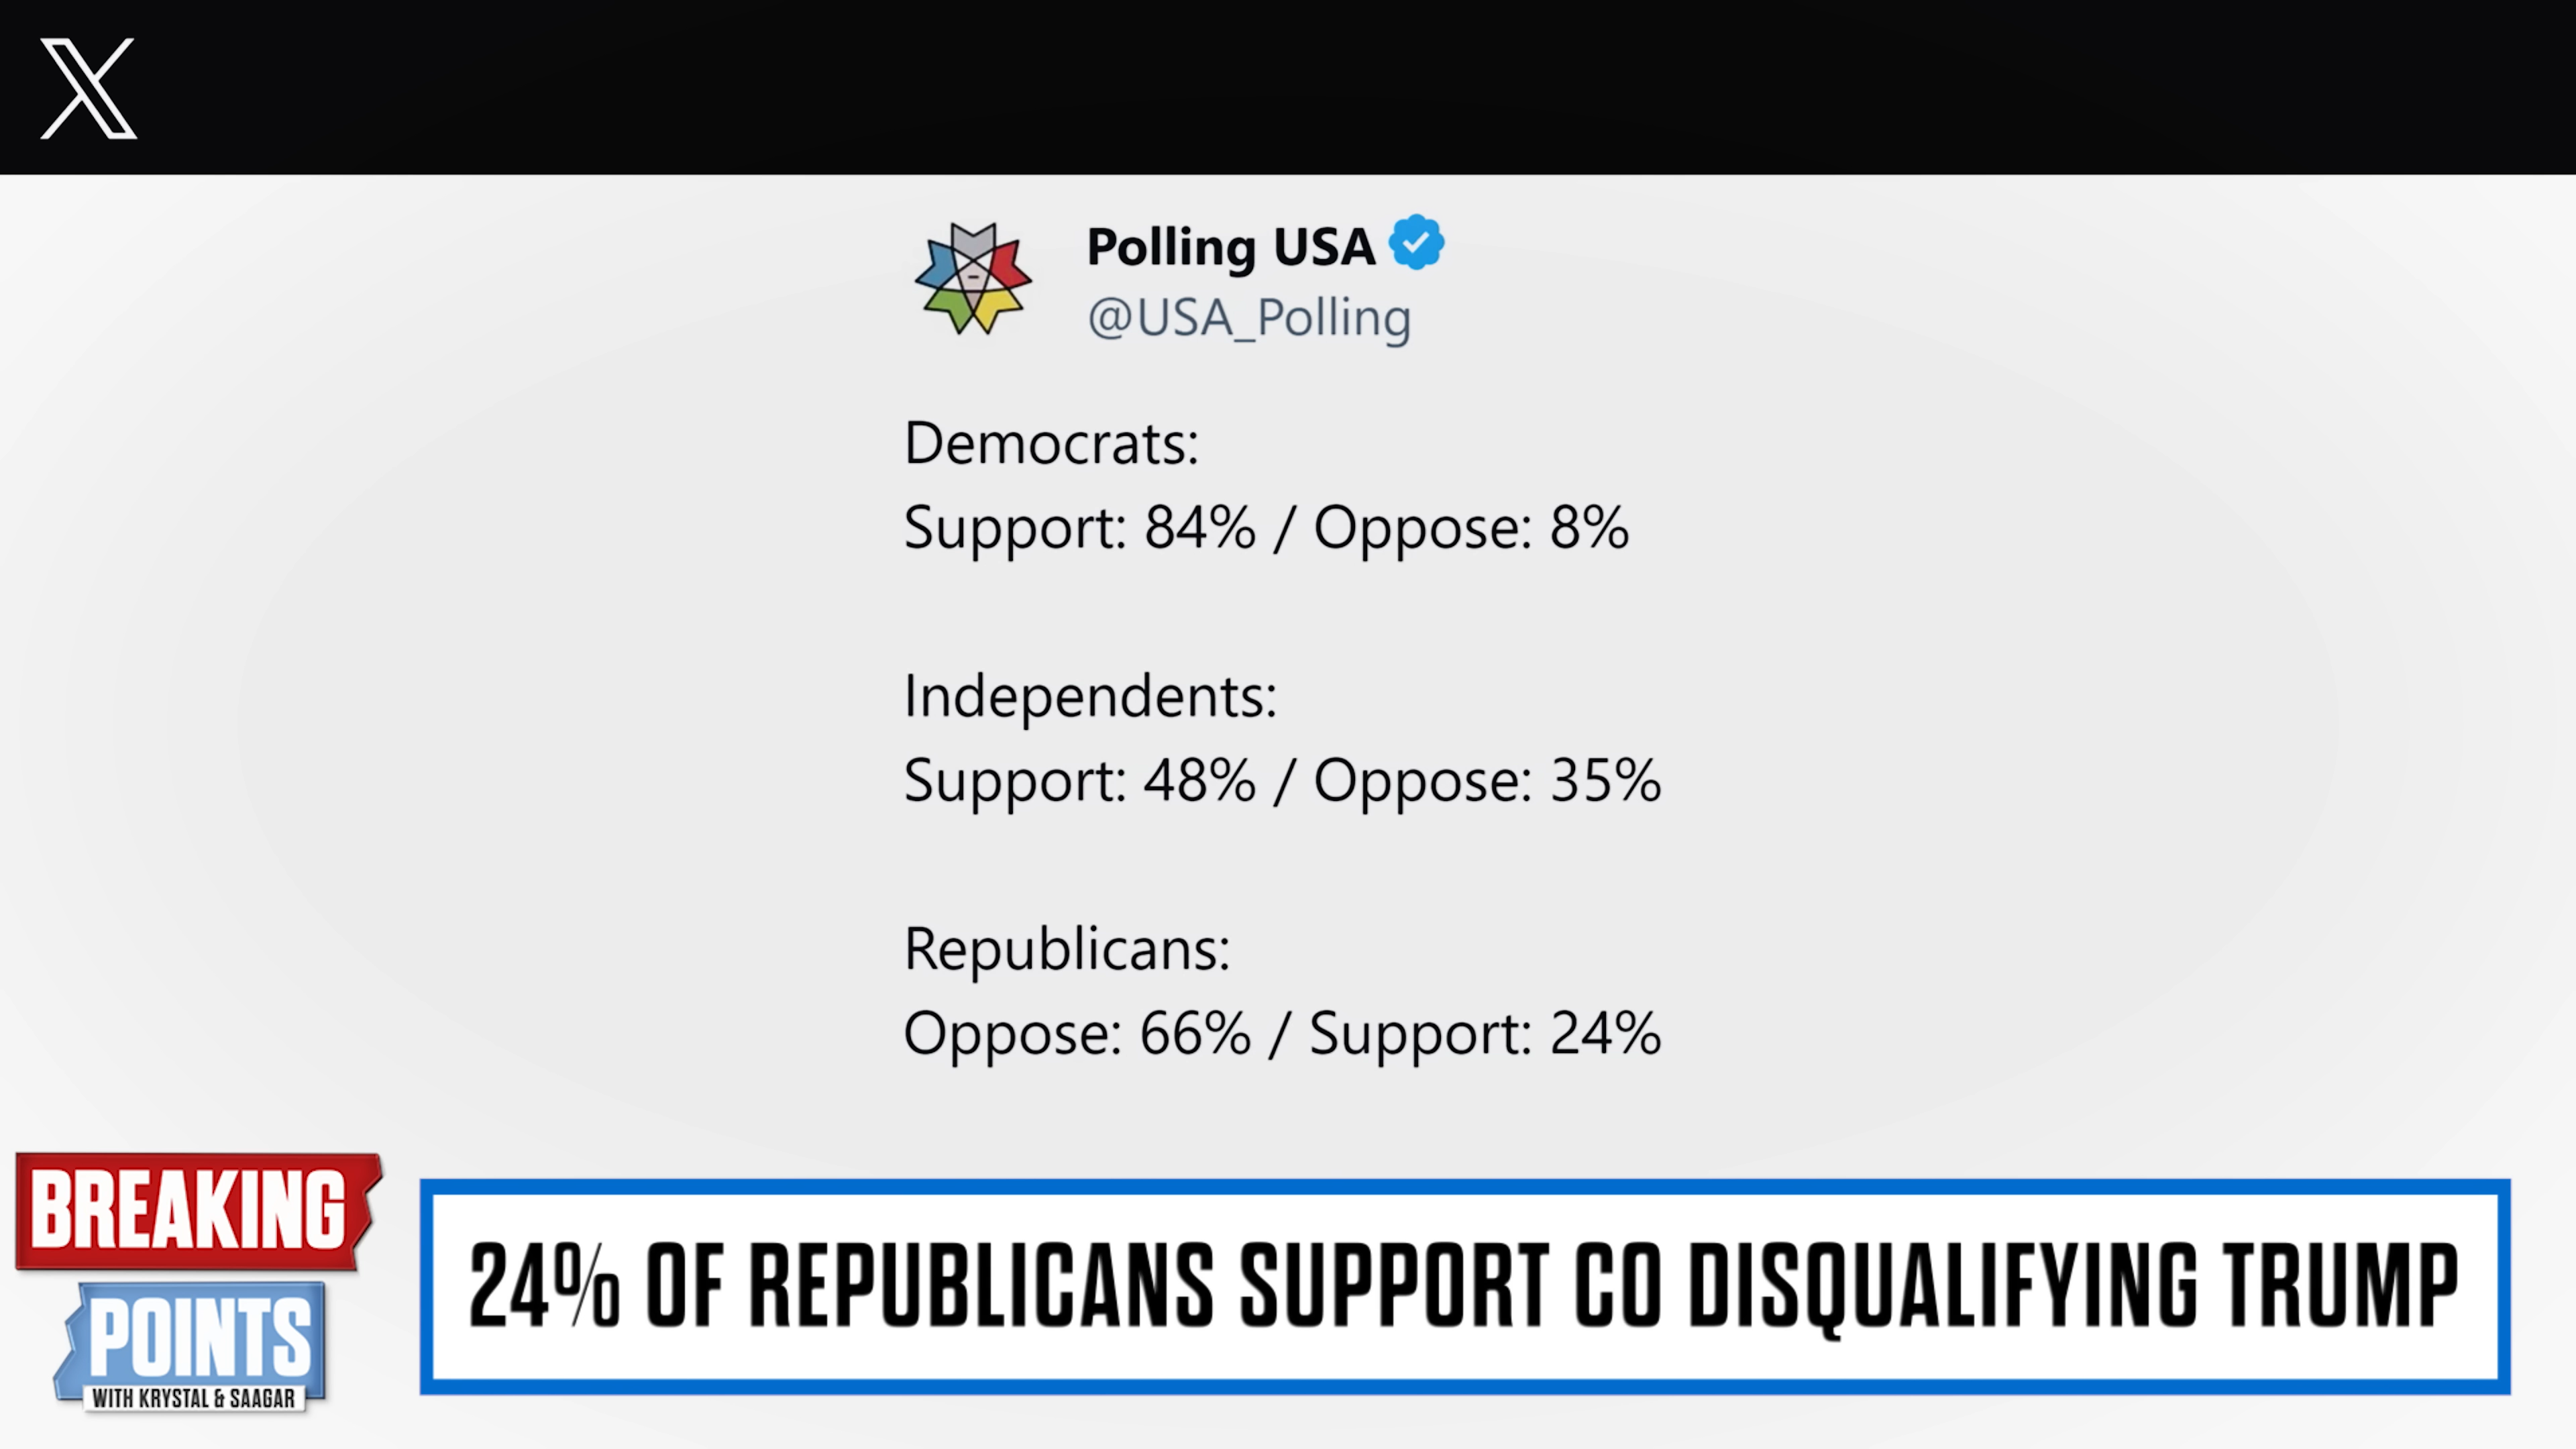 X
Polling USA
@USA_Polling
Democrats:
Support: 84% / Oppose: 8%
Independents:
Support: 48% / Oppose: 35%
Republicans:
Oppose: 66% / Support: 24%
BREAKING
POINTS
WITH KRYSTAL & SAAGAR
24% OF REPUBLICANS SUPPORT CO DISQUALIFYING TRUMP